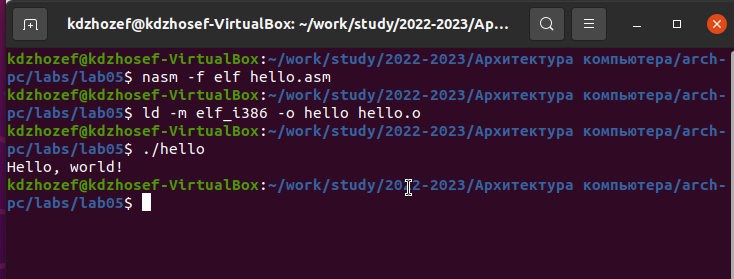 kdzhozef@kdzhosef-VirtualBox: ~/work/study/2022-2023/Ар...
kdzhozef@kdzhosef-VirtualBox:~/work/study/2022-2023/Архитектура компьютера/arch-
pc/labs/lab05$ nasm -f elf hello.asm
kdzhozef@kdzhosef-VirtualBox:~/work/study/2022-2023/Архитектура компьютера/arch-
pc/labs/lab05$ ld -m elf_i386 -o hello hello.o
kdzhozef@kdzhosef-VirtualBox:~/work/study/2022-2023/Архитектура компьютера/arch-
pc/labs/lab05$ ./hello
Hello, world!
kdzhozef@kdzhosef-VirtualBox:~/work/study/2022-2023/Архитектура компьютера/arch-
pc/labs/lab05$